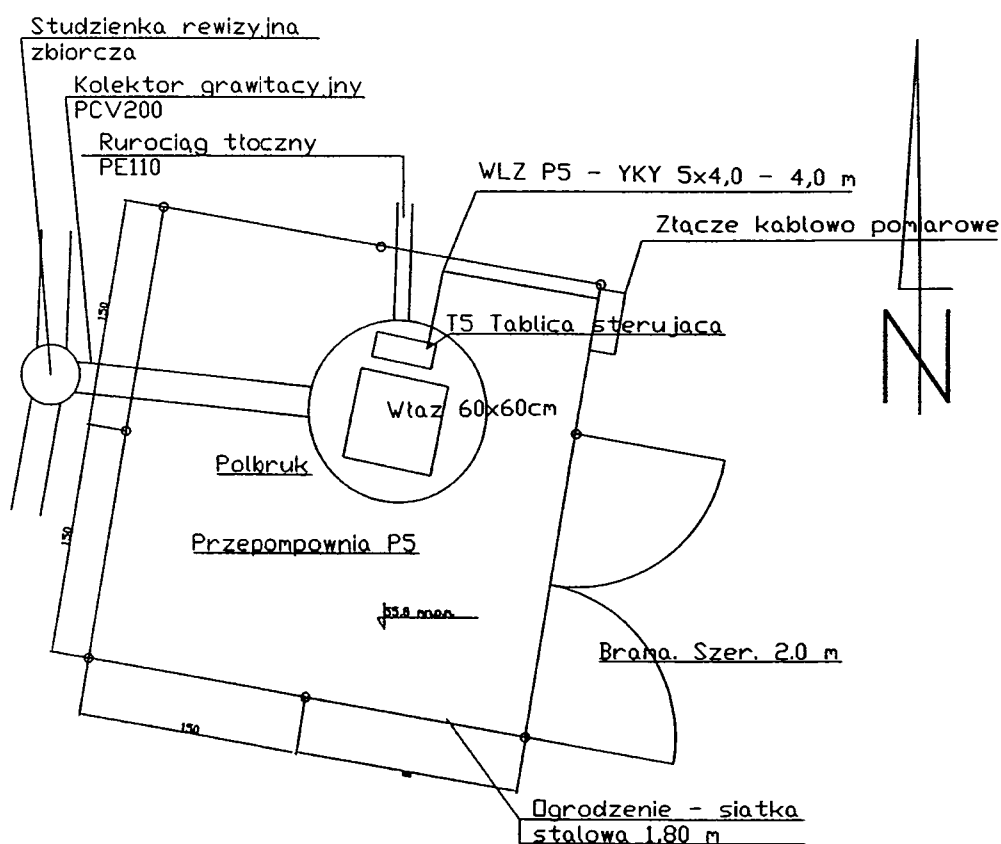 Studzienka rewizyjna
zbiorcza
Kolektor grawitacyjny
PCV200
Rurociąg tłoczny
PE110
WLZ P5 - YKY 5x4,0 - 4,0 m
Złącze kablowo pomiarowe
150
T5 Tablica sterujaca
N
Właz 60x60cm
Polbruk
150
Przepompownia P5
Brama. Szer. 2.0 m
150
Ogrodzenie - siatka
stalowa 1,80 m